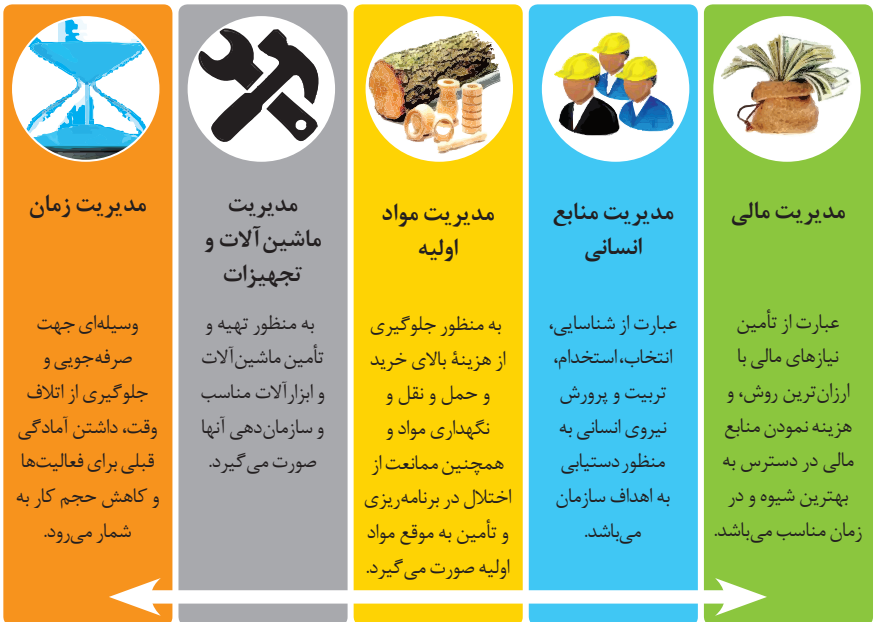 مدیریت مالی
عبارت از تأمین
نیازهای مالی با
ارزان‌ترین روش، و
هزینه نمودن منابع
مالی در دسترس به
بهترین شیوه و در
زمان مناسب می‌باشد.
مدیریت منابع
انسانی
عبارت از شناسایی،
انتخاب، استخدام،
تربیت و پرورش
نیروی انسانی به
منظور دستیابی
به اهداف سازمان
می‌باشد.
مدیریت مواد
اولیه
به منظور جلوگیری
از هزینهٔ بالای خرید
و حمل و نقل و
نگهداری مواد و
همچنین ممانعت از
اختلال در برنامه‌ریزی
و تأمین به موقع مواد
اولیه صورت می‌گیرد.
مدیریت
ماشین‌آلات و
تجهیزات
به منظور تهیه و
تأمین ماشین‌آلات
و ابزارآلات مناسب
و سازمان‌دهی آنها
صورت می‌گیرد.
مدیریت زمان
وسیله‌ای جهت
صرفه‌جویی و
جلوگیری از اتلاف
وقت، داشتن آمادگی
قبلی برای فعالیت‌ها
و کاهش حجم کار به
شمار می‌رود.